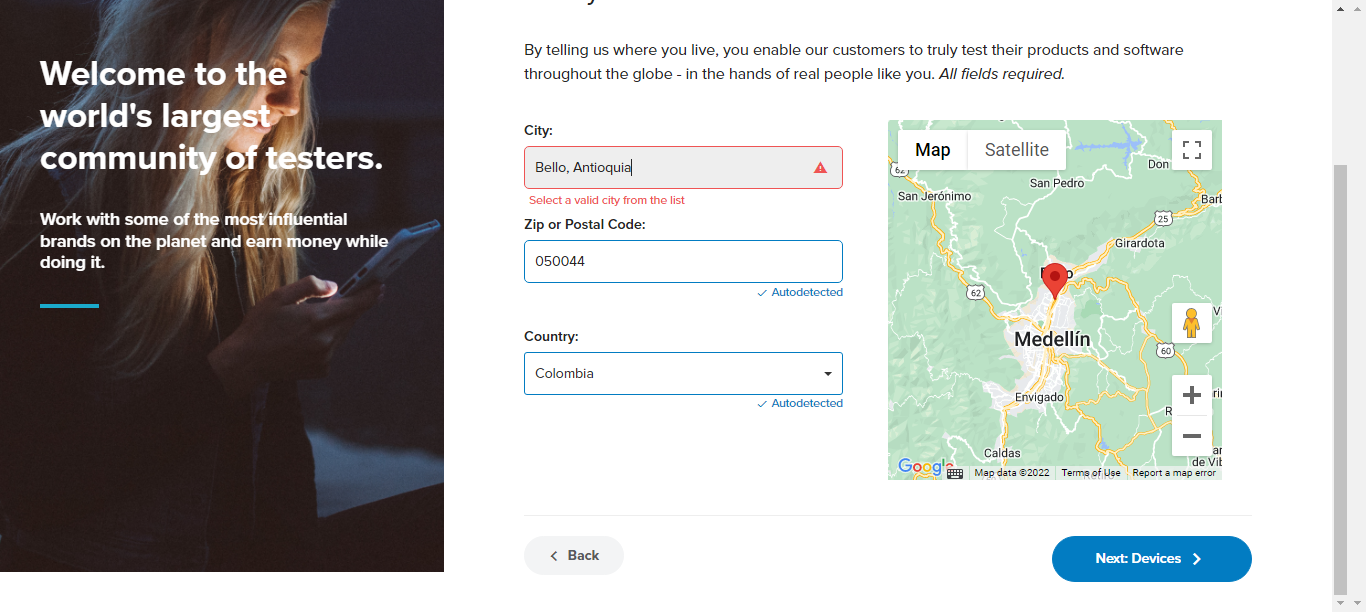 Welcome to the
world's largest
community of testers.
Work with some of the most influential
brands on the planet and earn money while
doing it.
By telling us where you live, you enable our customers to truly test their products and software
throughout the globe - in the hands of real people like you. All fields required.
City:
Bello, Antioquia
Select a valid city from the list
Zip or Postal Code:
050044
Autodetected
Country:
Colombia
Autodetected
Map
Satellite
Don
62
San Pedro
San Jerónimo
25
Girardota
62
Medellín
60
Envigado
Caldas
de Vib
Google
Map data ©2022
Terms of Use
Report a map error
Back
Next: Devices